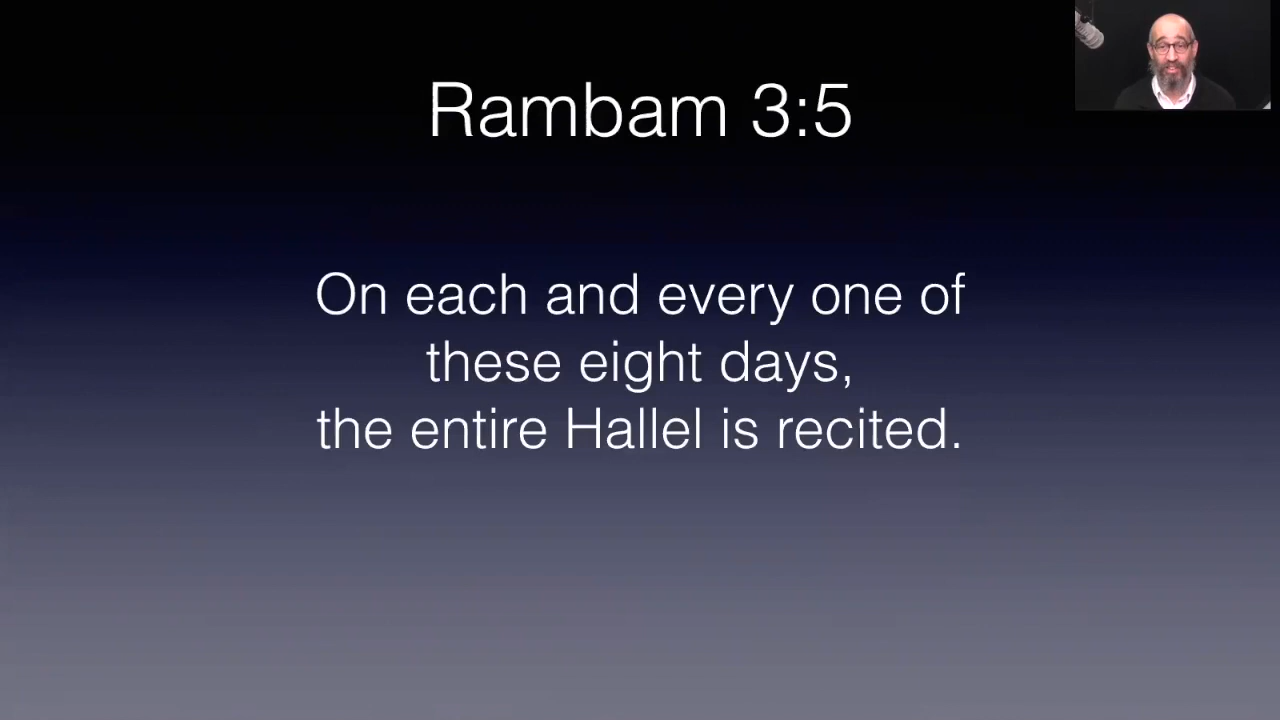 Rambam 3:5
On each and every one of
these eight days,
the entire Hallel is recited.